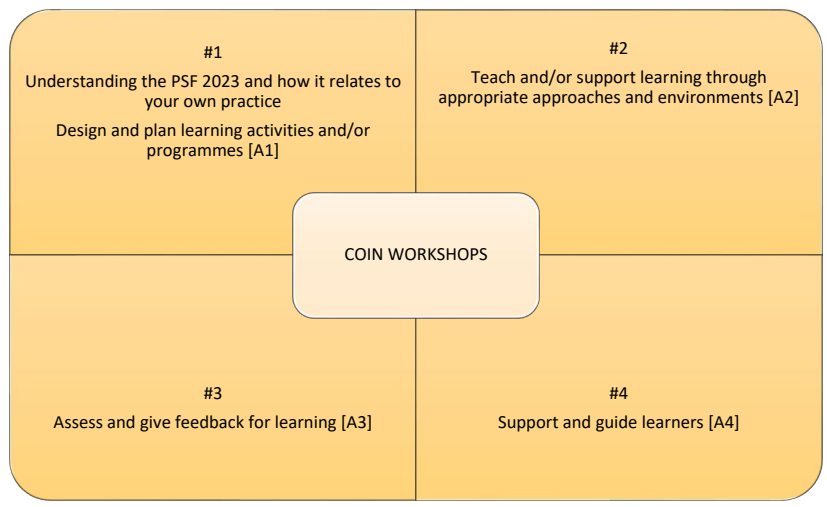 #1
Understanding the PSF 2023 and how it relates to
your own practice
Design and plan learning activities and/or
programmes [A1]
#2
Teach and/or support learning through
appropriate approaches and environments [A2]
COIN WORKSHOPS
#3
Assess and give feedback for learning [A3]
#4
Support and guide learners [A4]